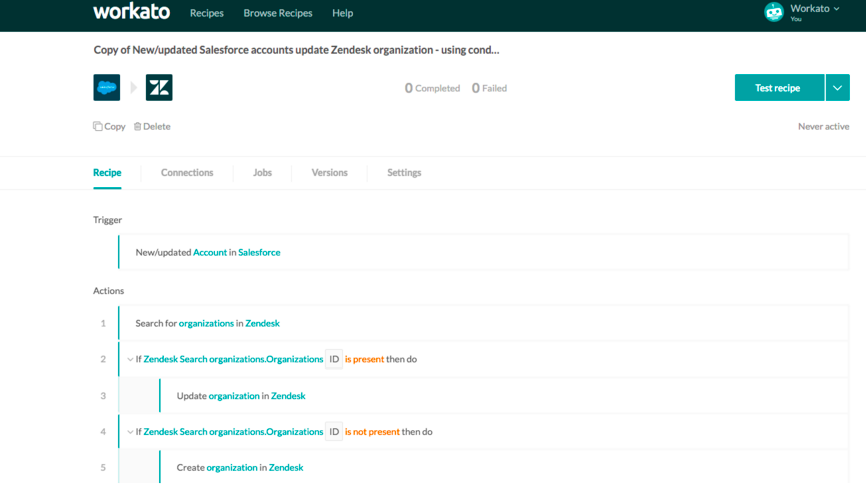 workato Recipes Browse Recipes Help Workato
You
Copy of New/updated Salesforce accounts update Zendesk organization - using cond...
0 Completed 0 Failed Test recipe
Copy Delete Never active
Recipe Connections Jobs Versions Settings
Trigger
New/updated Account in Salesforce
Actions
1 Search for organizations in Zendesk
2 If Zendesk Search organizations.Organizations ID is present then do
3 Update organization in Zendesk
4 If Zendesk Search organizations.Organizations ID is not present then do
5 Create organization in Zendesk